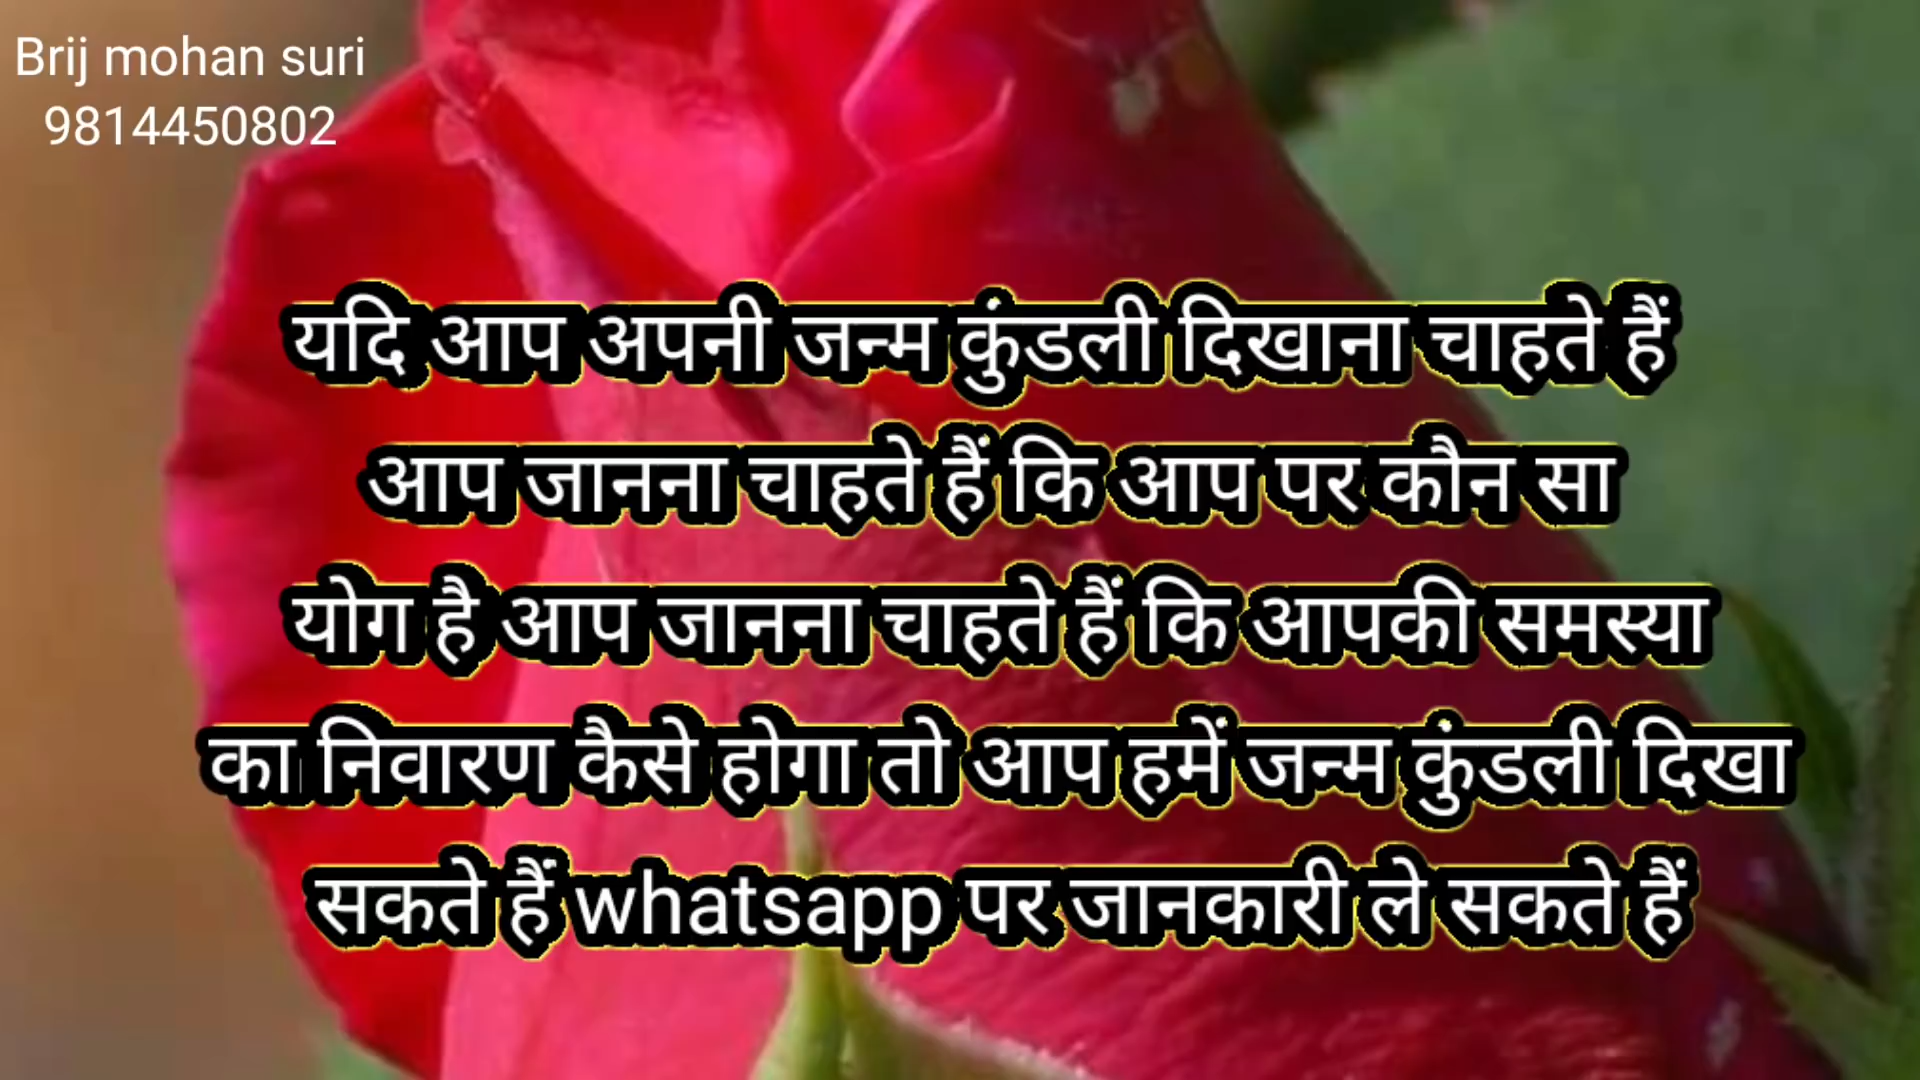 Brij mohan suri
9814450802
यदि आप अपनी जन्म कुंडली दिखाना चाहते हैं
आप जानना चाहते हैं कि आप पर कौन सा
योग है आप जानना चाहते हैं कि आपकी समस्या
का निवारण कैसे होगा तो आप हमें जन्म कुंडली दिखा
सकते हैं whatsapp पर जानकारी ले सकते हैं